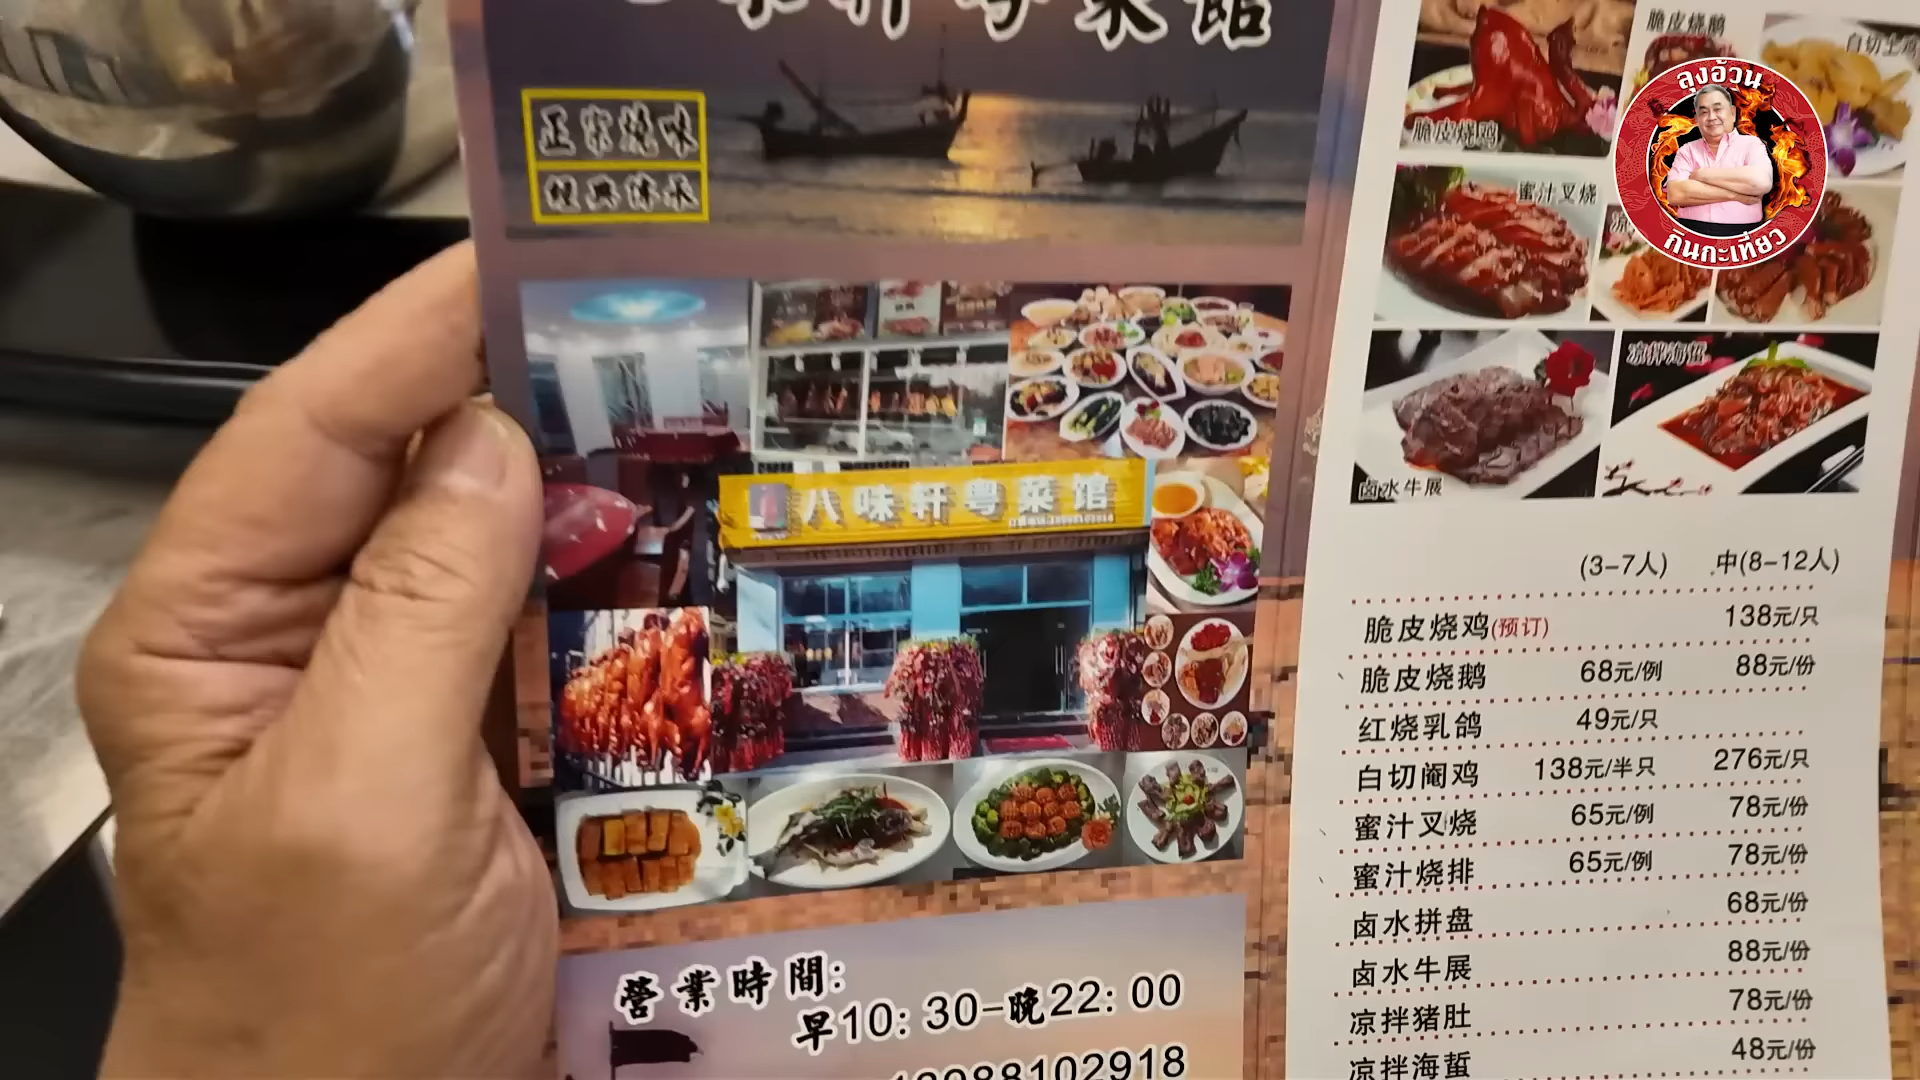 正宗燒味
經典傳承
八味轩粤菜馆
營業時間:
早10:30-晚22:00
脆皮烧鹅
脆皮烧鸡
蜜汁叉烧
卤水牛展
凉拌海蜇
ลุงอ้วน
กินกะเที่ยว
(3-7人) 中(8-12人)
脆皮烧鸡(预订) 138元/只
脆皮烧鹅 68元/例 88元/份
红烧乳鸽 49元/只
白切阉鸡 138元/半只 276元/只
蜜汁叉烧 65元/例 78元/份
蜜汁烧排 65元/例 78元/份
卤水拼盘 68元/份
卤水牛展 88元/份
凉拌猪肚 78元/份
凉拌海蜇 48元/份